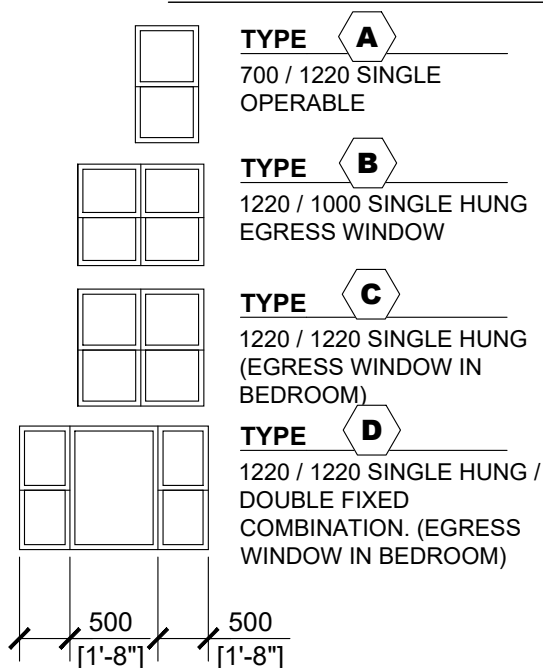 TYPE A
700 / 1220 SINGLE
OPERABLE
TYPE B
1220 / 1000 SINGLE HUNG
EGRESS WINDOW
TYPE C
1220 / 1220 SINGLE HUNG
(EGRESS WINDOW IN
BEDROOM)
TYPE D
1220 / 1220 SINGLE HUNG /
DOUBLE FIXED
COMBINATION. (EGRESS
WINDOW IN BEDROOM)
500 500
[1'-8"] [1'-8"]